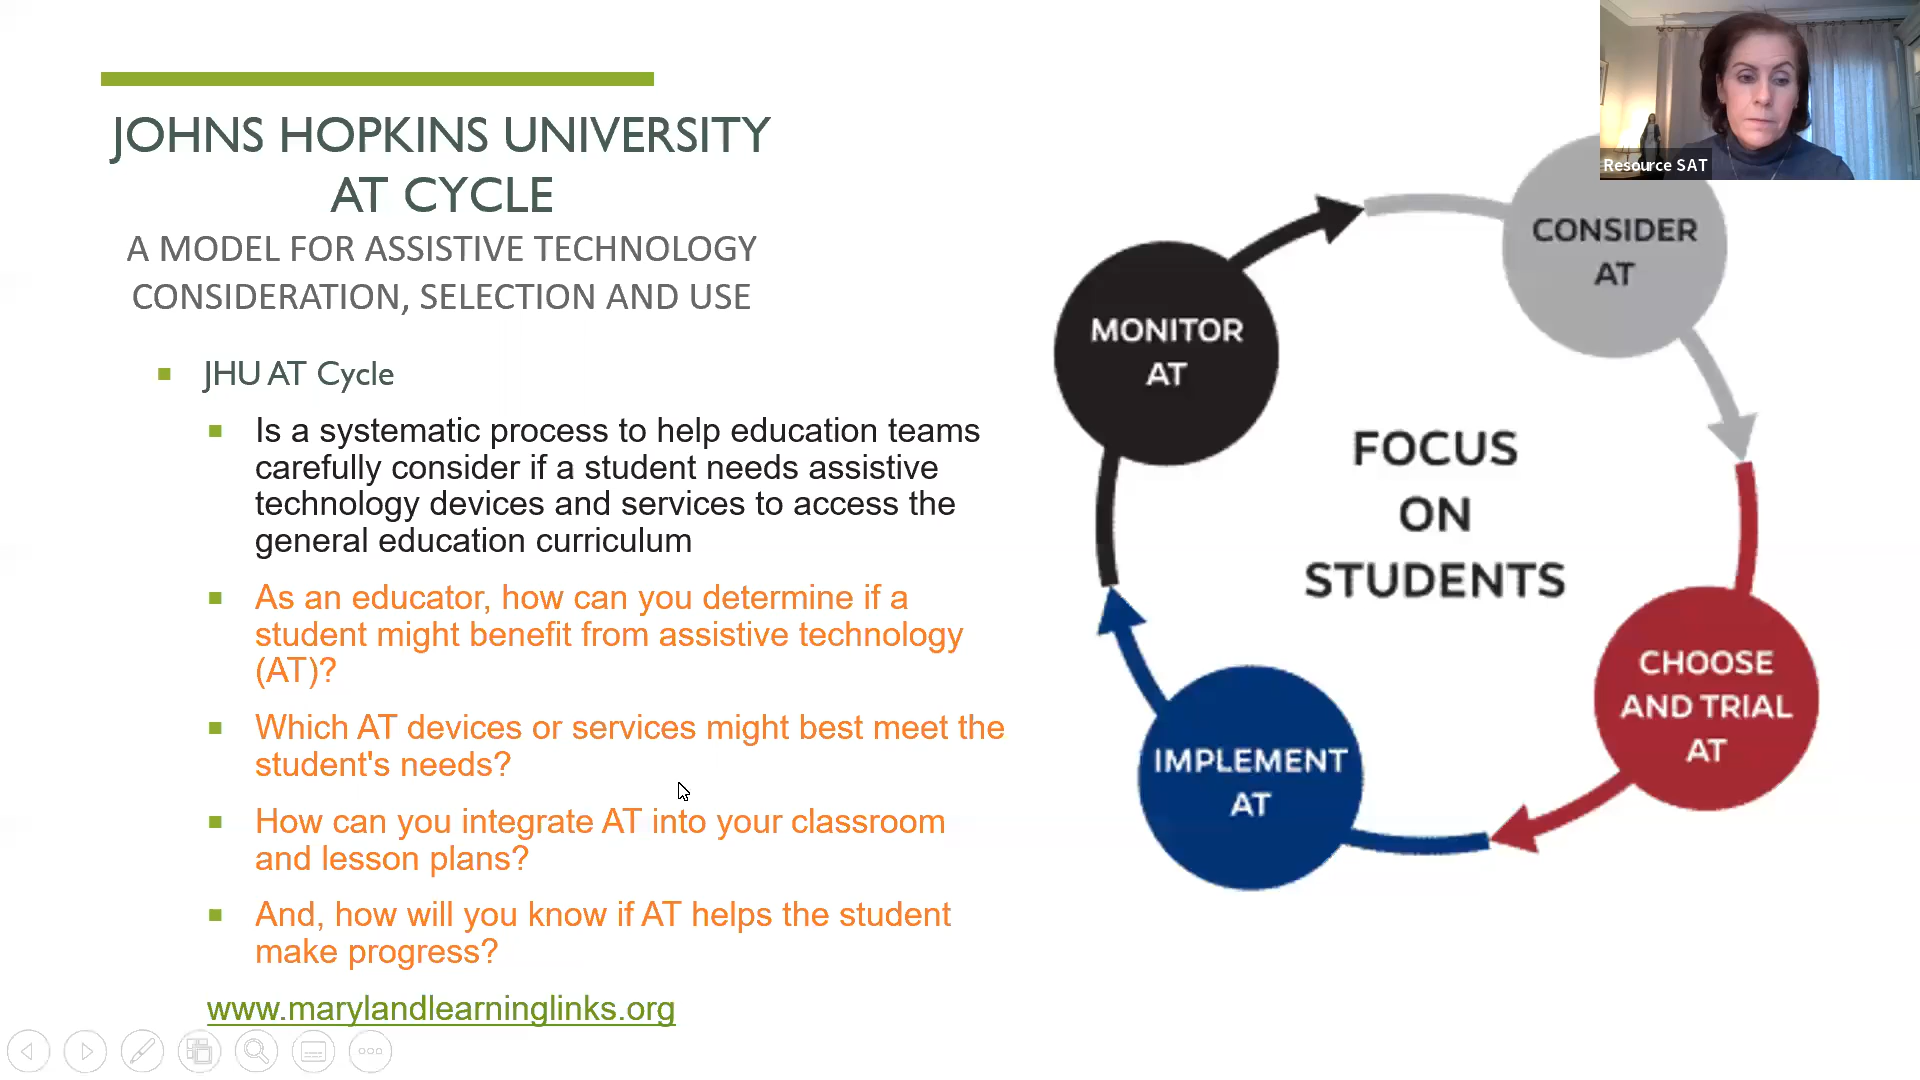 JOHNS HOPKINS UNIVERSITY
AT CYCLE
A MODEL FOR ASSISTIVE TECHNOLOGY
CONSIDERATION, SELECTION AND USE
JHU AT Cycle
Is a systematic process to help education teams
carefully consider if a student needs assistive
technology devices and services to access the
general education curriculum
As an educator, how can you determine if a
student might benefit from assistive technology
(AT)?
Which AT devices or services might best meet the
student's needs?
How can you integrate AT into your classroom
and lesson plans?
And, how will you know if AT helps the student
make progress?
www.marylandlearninglinks.org
Resource SAT
CONSIDER
AT
MONITOR
AT
FOCUS
ON
STUDENTS
CHOOSE
AND TRIAL
AT
IMPLEMENT
AT